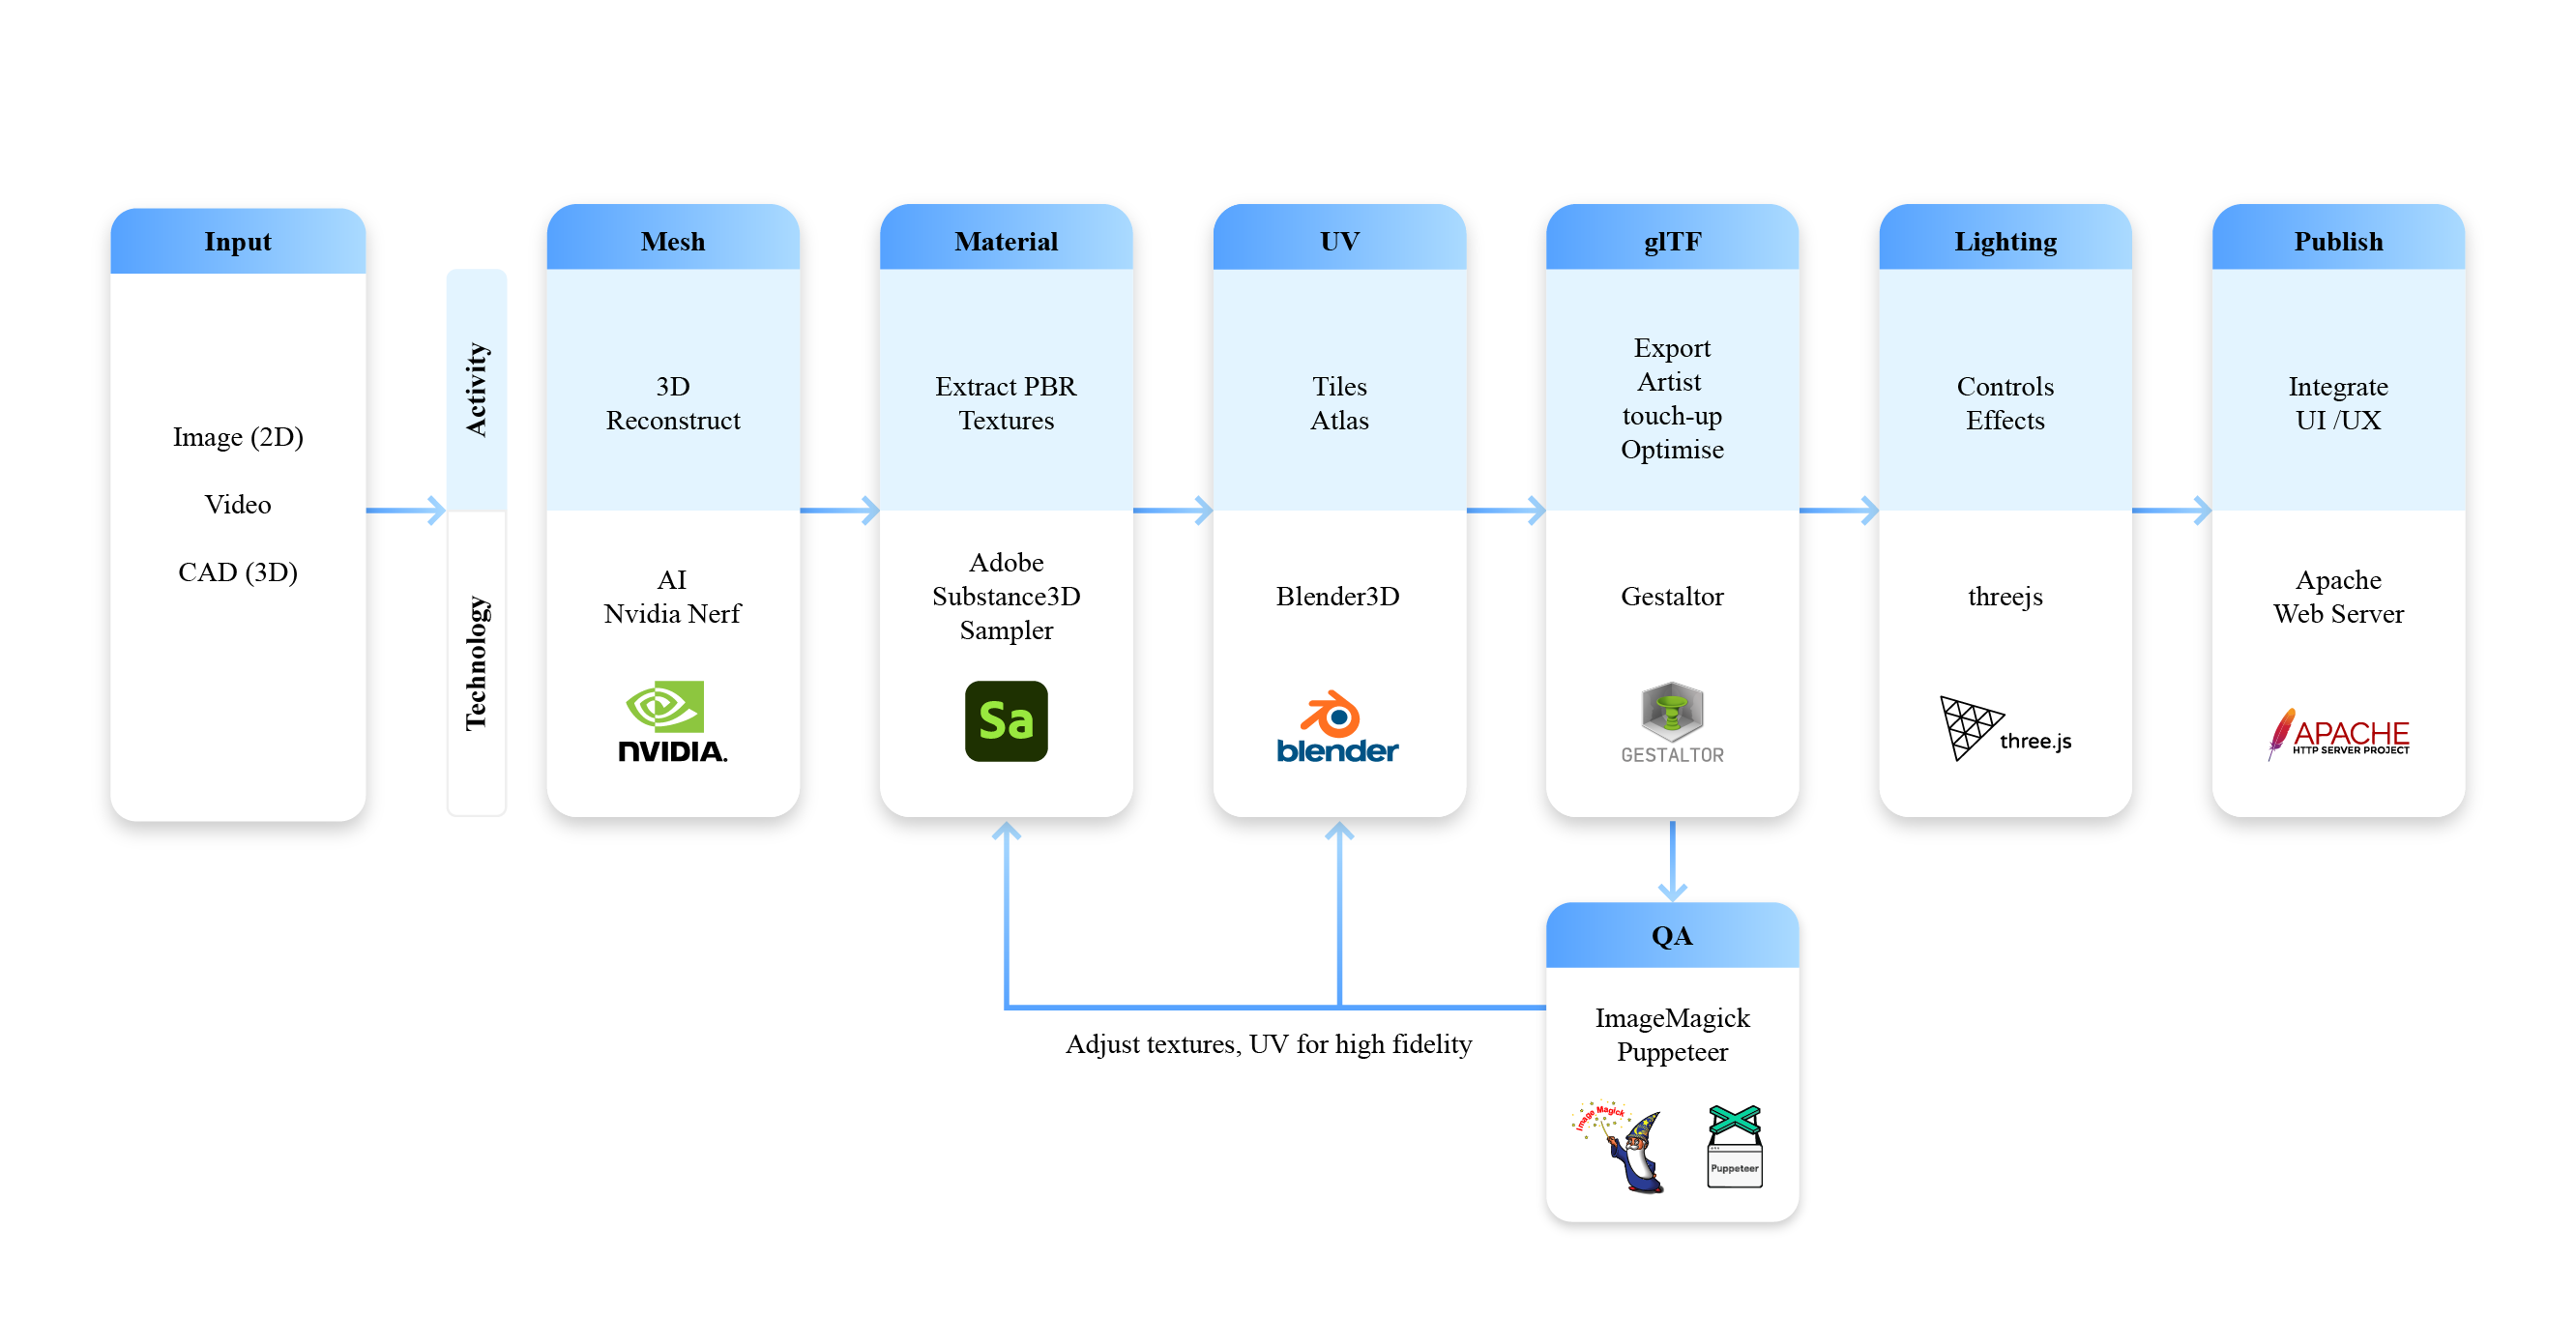 Input
Image (2D)
Video
CAD (3D)
Activity
Technology
Mesh
3D
Reconstruct
AI
Nvidia Nerf
NVIDIA.
Material
Extract PBR
Textures
Adobe
Substance3D
Sampler
Sa
UV
Tiles
Atlas
Blender3D
blender
glTF
Export
Artist
touch-up
Optimise
Gestaltor
GESTALTOR
Lighting
Controls
Effects
threejs
three.js
Publish
Integrate
UI /UX
Apache
Web Server
APACHE
HTTP SERVER PROJECT
Adjust textures, UV for high fidelity
QA
ImageMagick
Puppeteer
Image Magick
Puppeteer